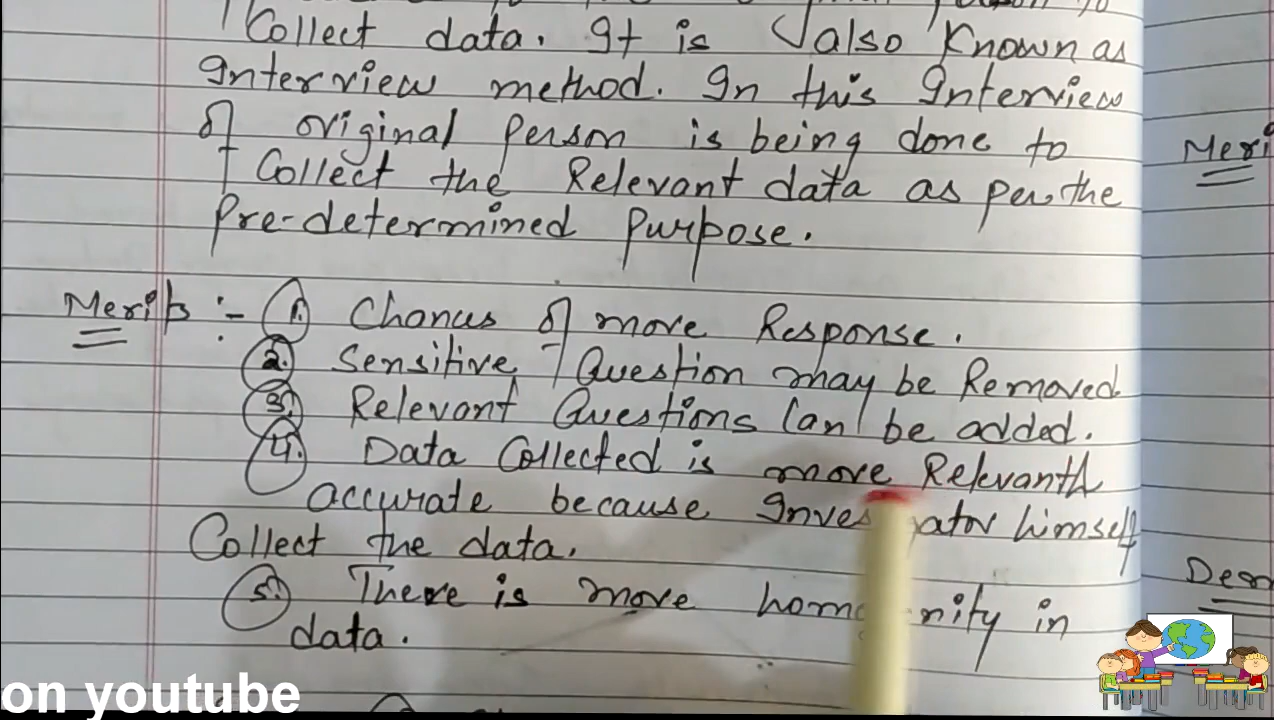 Collect data. It is also Known as
Interview method. In this Interview
of original person is being done to
Collect the Relevant data as per the
Pre-determined Purpose.
Merits :- 1. Chances of more Response.
2. Sensitive Question may be Removed
3. Relevant Questions Can be added.
4. Data Collected is more Relevant &
accurate because himself
Collect the data.
5. There is more in
data.
Meri
Dem
on youtube